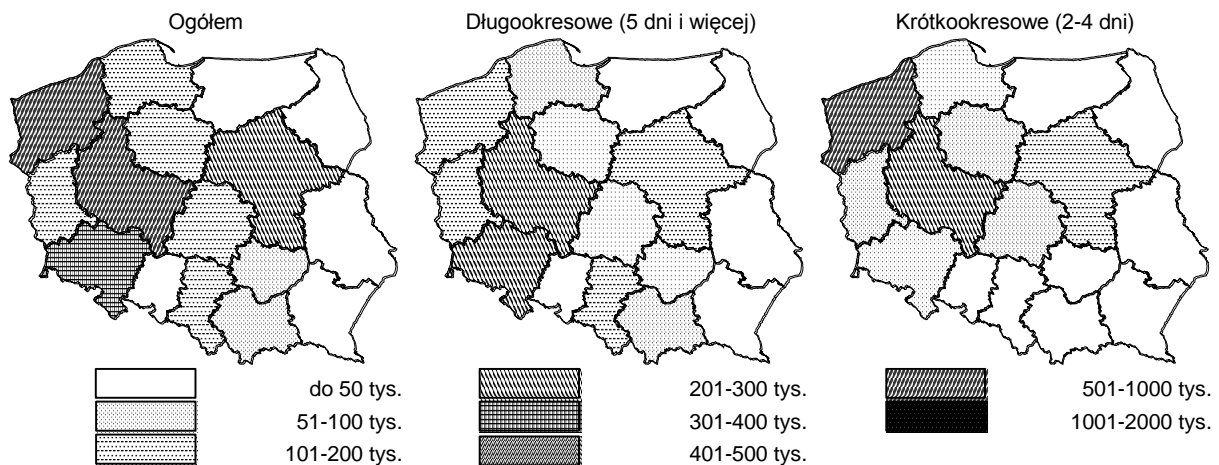 Ogółem
Długookresowe (5 dni i więcej)
Krótkookresowe (2-4 dni)
do 50 tys.
51-100 tys.
101-200 tys.
201-300 tys.
301-400 tys.
401-500 tys.
501-1000 tys.
1001-2000 tys.